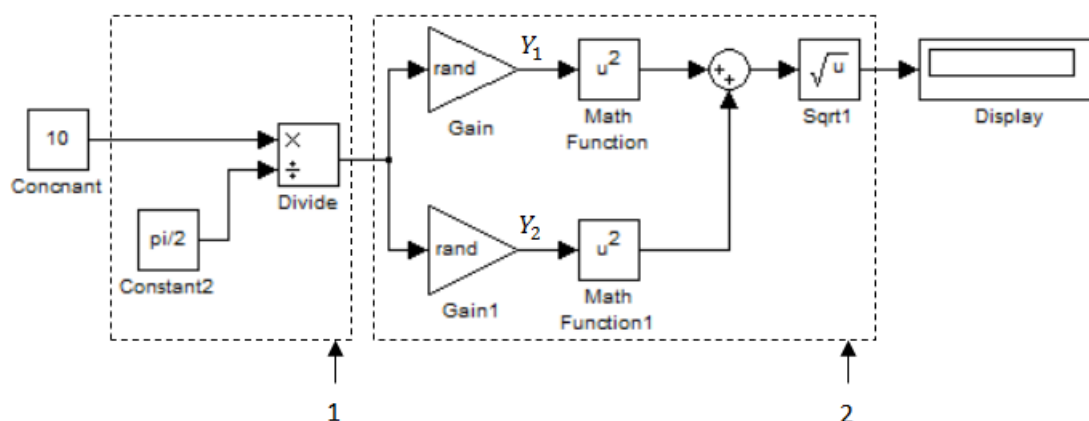 Y₁
rand
Gain
u²
Math
Function
+
+
√u
Sqrt1
Display
10
Concnant
×
÷
Divide
pi/2
Constant2
Y₂
rand
Gain1
u²
Math
Function1
1
2